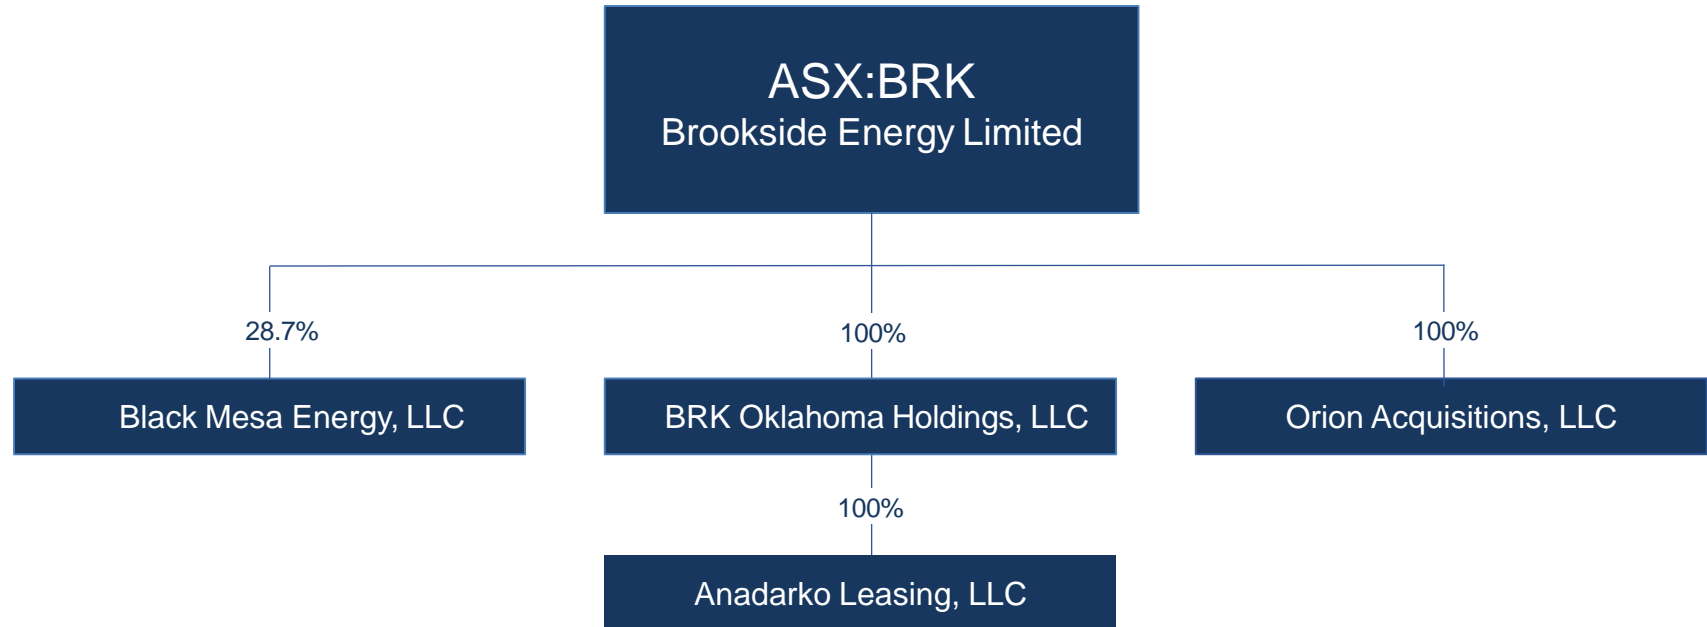 ASX:BRK
Brookside Energy Limited
28.7%
100%
100%
Black Mesa Energy, LLC
BRK Oklahoma Holdings, LLC
Orion Acquisitions, LLC
100%
Anadarko Leasing, LLC